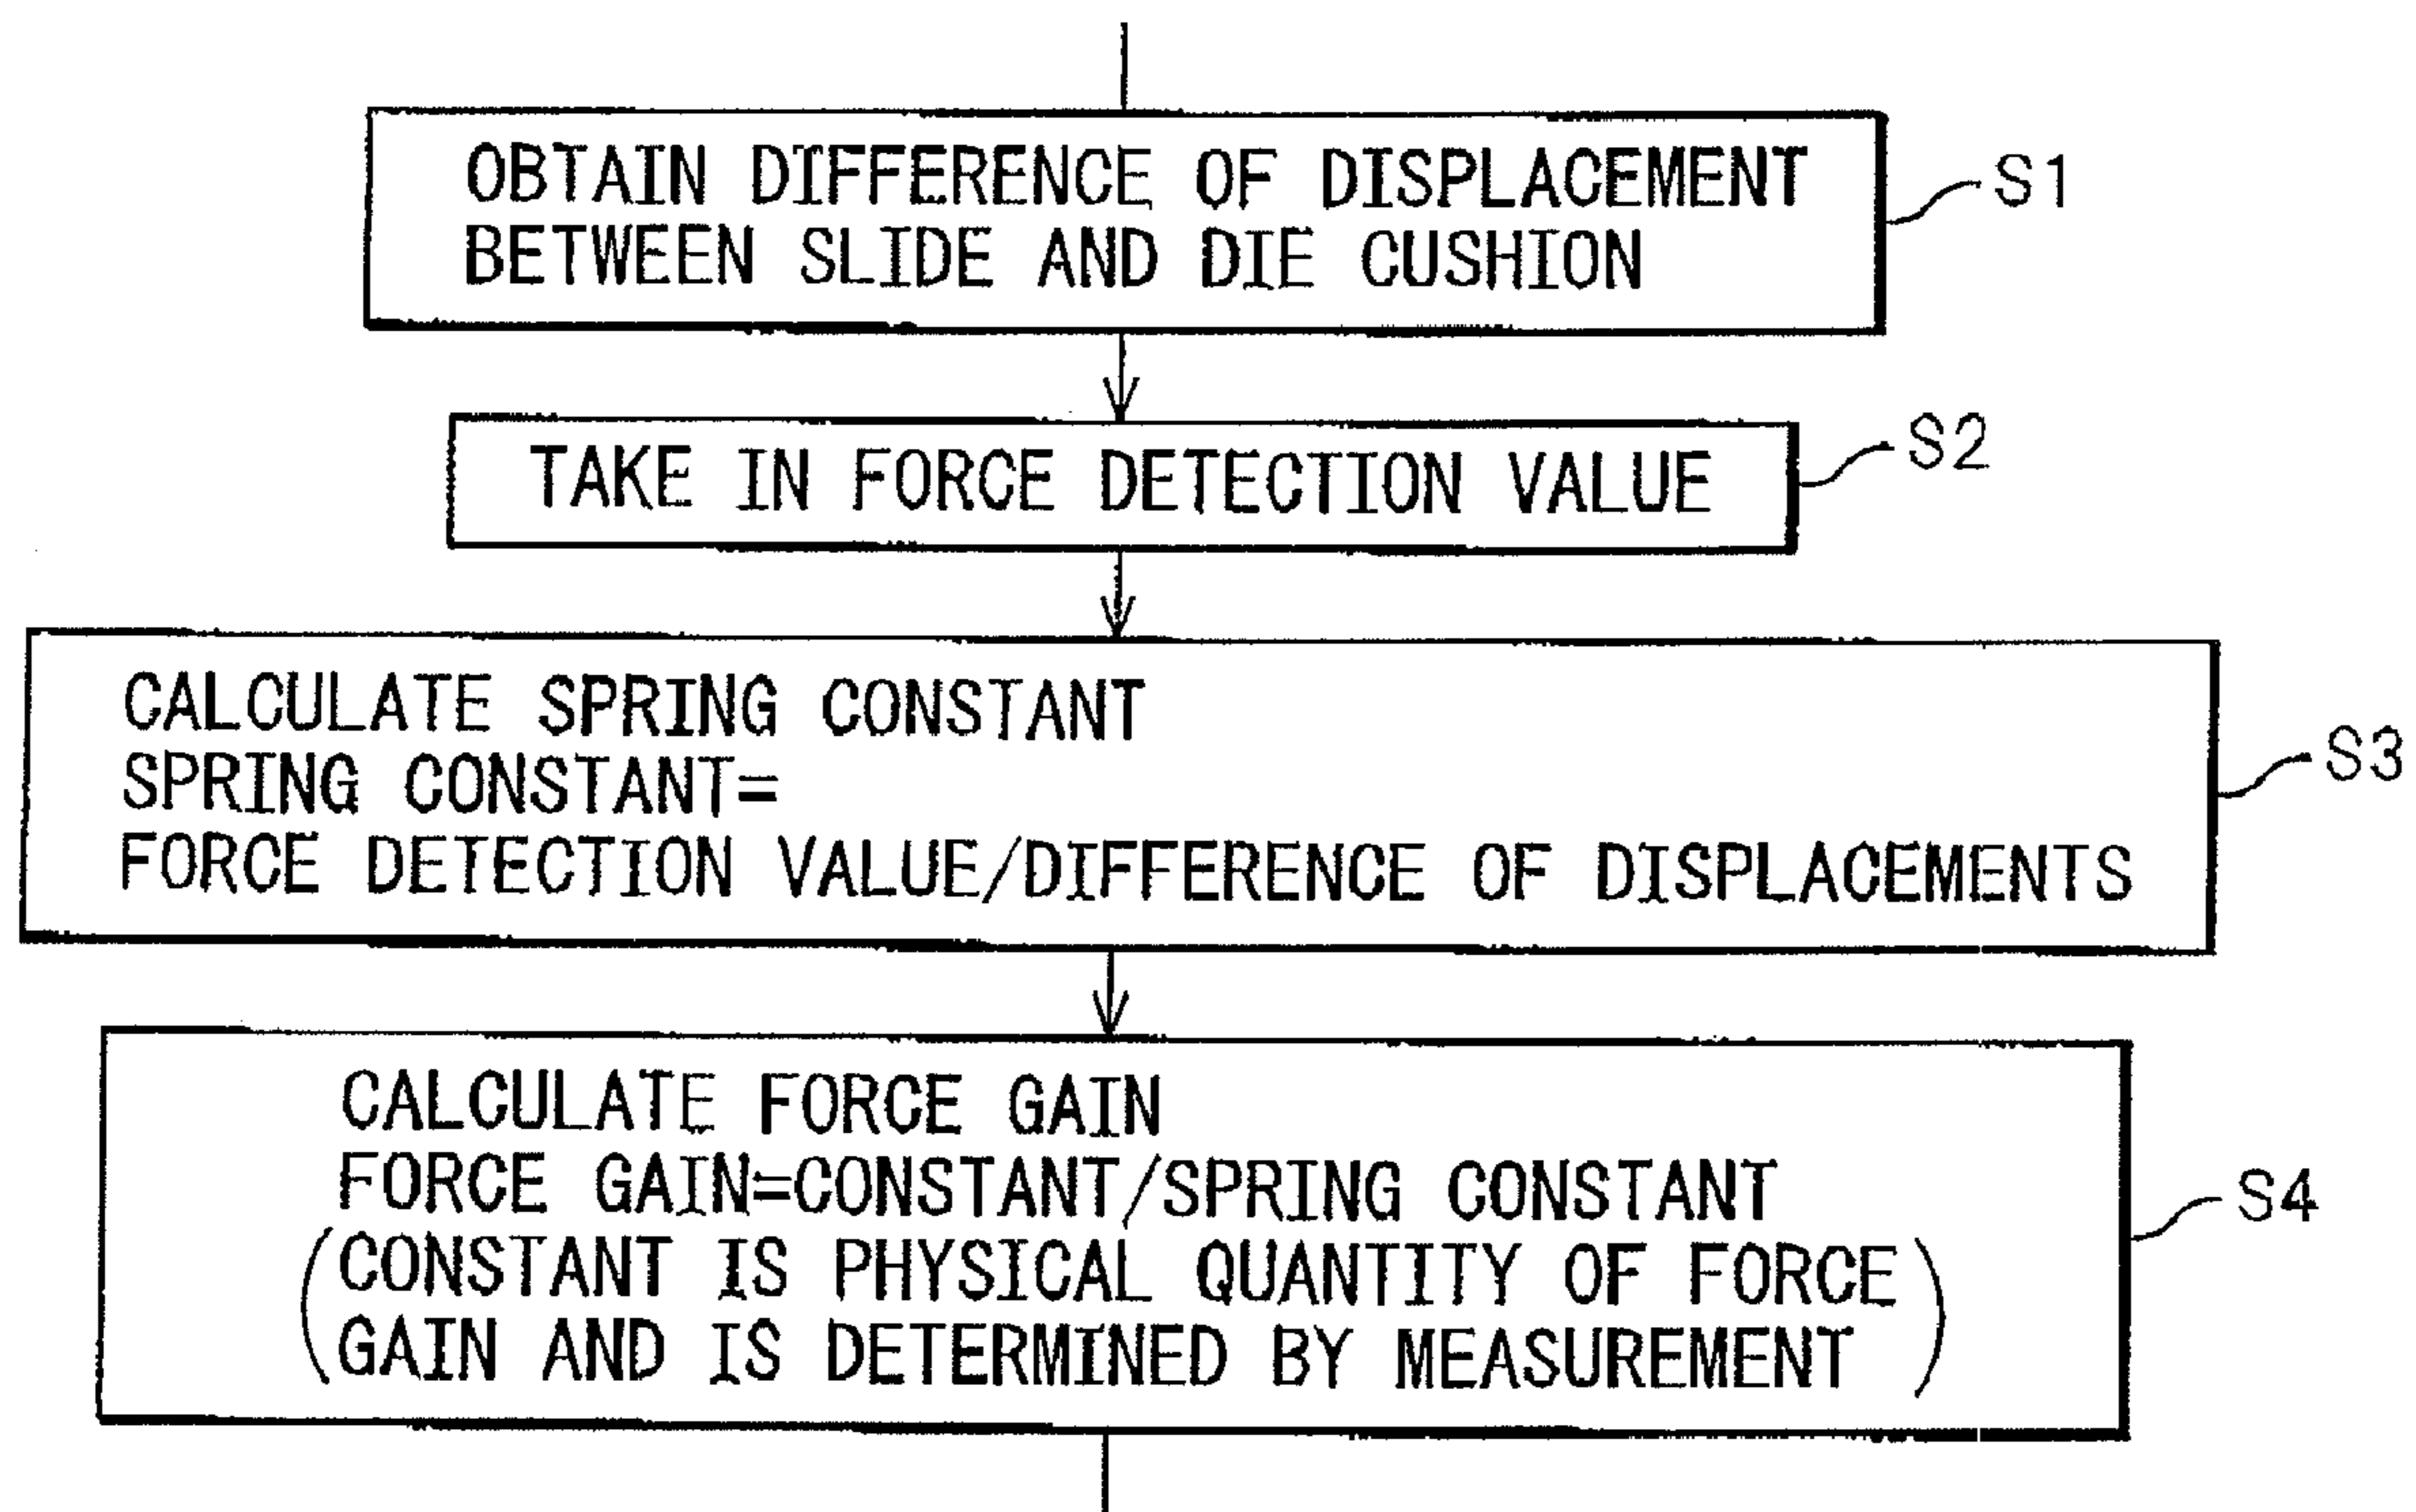 OBTAIN DIFFERENCE OF DISPLACEMENT
BETWEEN SLIDE AND DIE CUSHION
S1
TAKE IN FORCE DETECTION VALUE
S2
CALCULATE SPRING CONSTANT
SPRING CONSTANT=
FORCE DETECTION VALUE/DIFFERENCE OF DISPLACEMENTS
S3
CALCULATE FORCE GAIN
FORCE GAIN=CONSTANT/SPRING CONSTANT
(CONSTANT IS PHYSICAL QUANTITY OF FORCE
GAIN AND IS DETERMINED BY MEASUREMENT)
S4